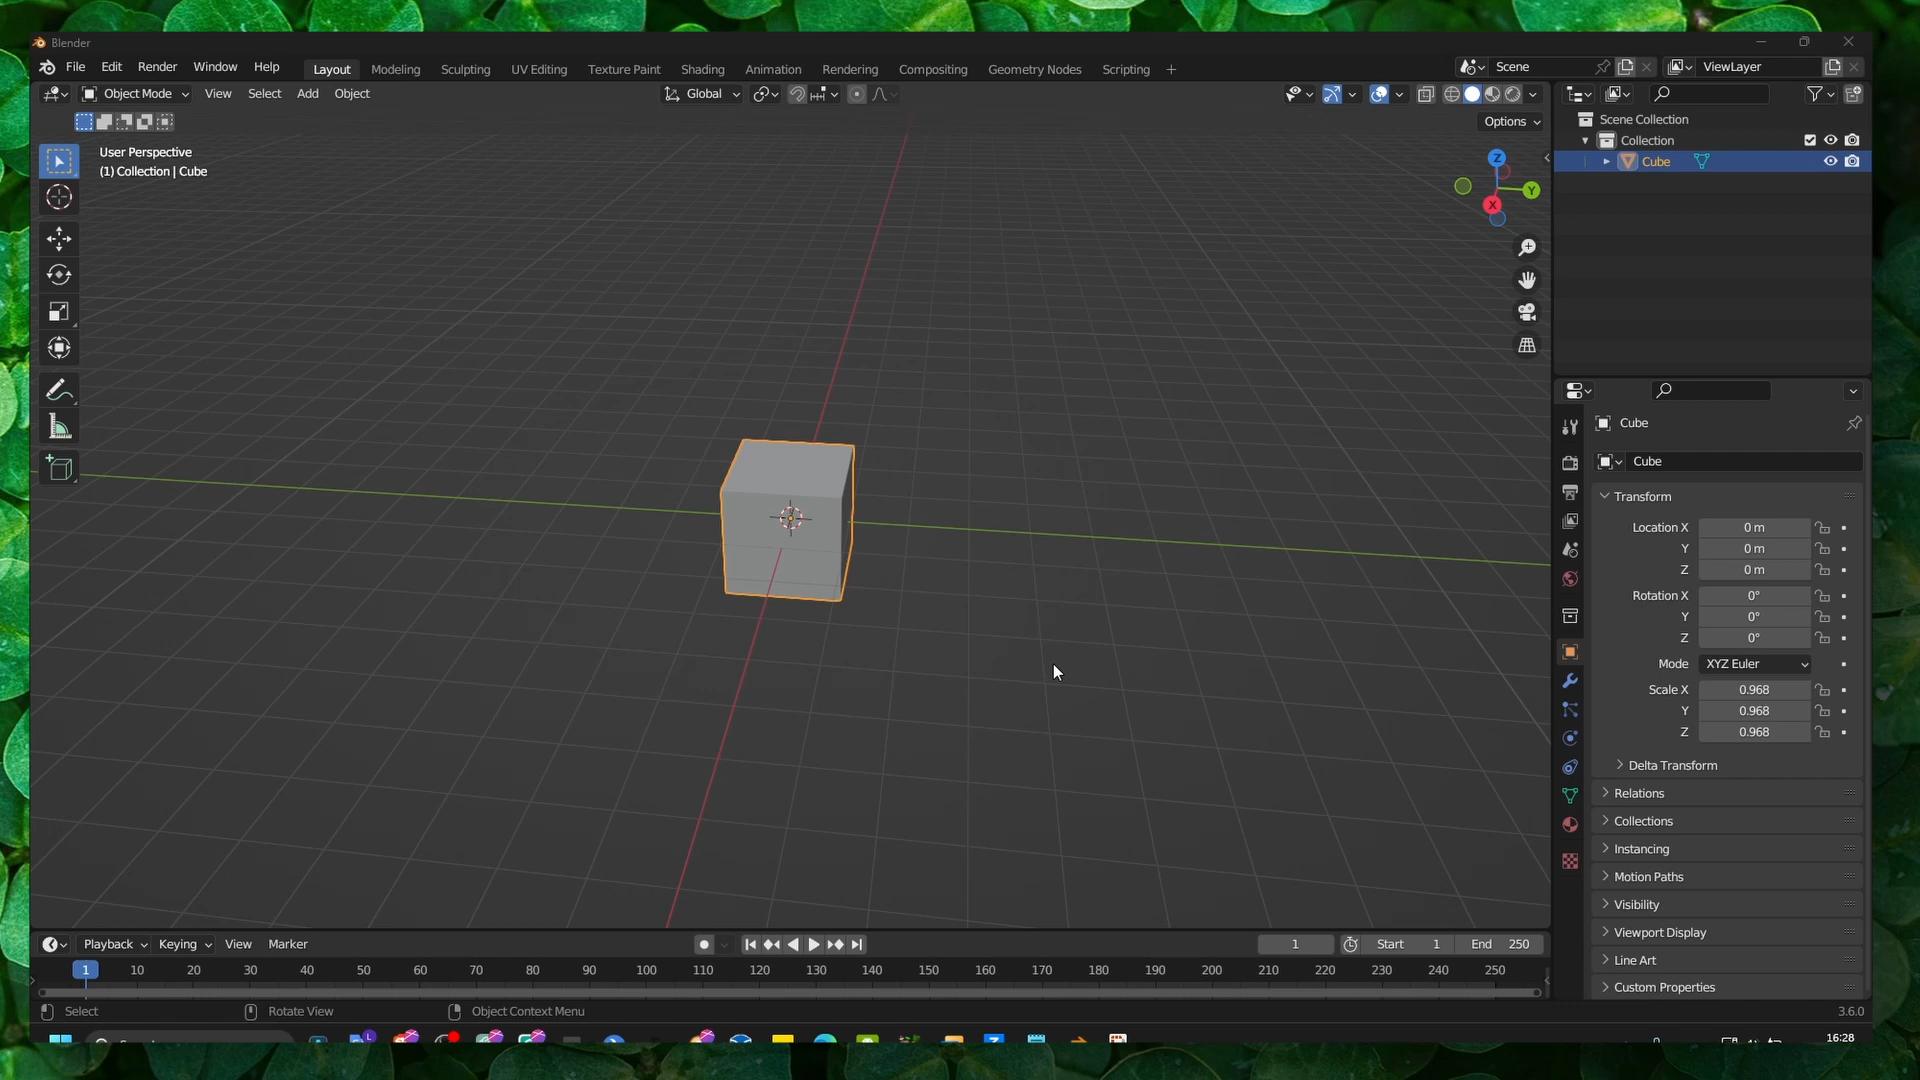 Blender
File Edit Render Window Help Layout Modeling Sculpting UV Editing Texture Paint Shading Animation Rendering Compositing Geometry Nodes Scripting + Scene ViewLayer
Object Mode View Select Add Object Global
Options
User Perspective
(1) Collection | Cube
Z
Y
X
Scene Collection
Collection
Cube
Cube
Cube
Transform
Location X 0 m
Y 0 m
Z 0 m
Rotation X 0°
Y 0°
Z 0°
Mode XYZ Euler
Scale X 0.968
Y 0.968
Z 0.968
Delta Transform
Relations
Collections
Instancing
Motion Paths
Visibility
Viewport Display
Line Art
Custom Properties
Playback Keying View Marker 1 Start 1 End 250
1 10 20 30 40 50 60 70 80 90 100 110 120 130 140 150 160 170 180 190 200 210 220 230 240 250
Select Rotate View Object Context Menu 3.6.0
16:28